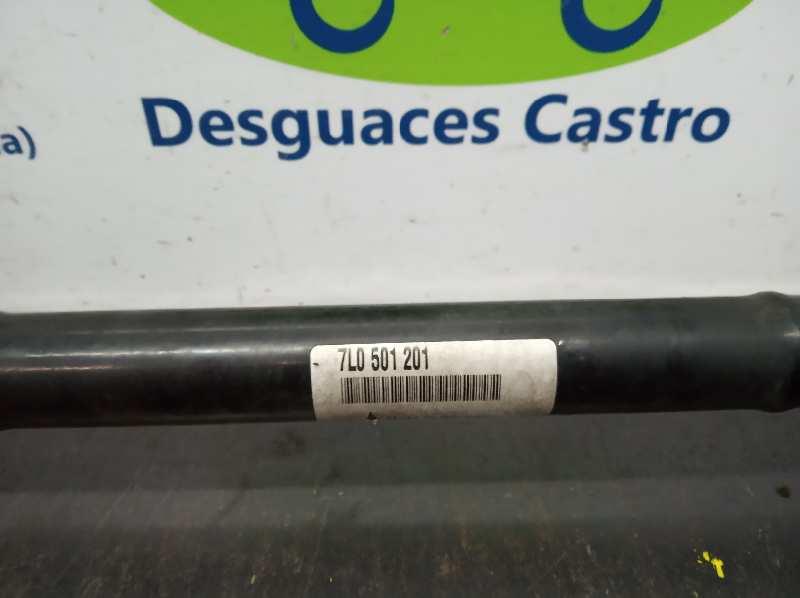 Desguaces Castro
a)
7L0 501 201